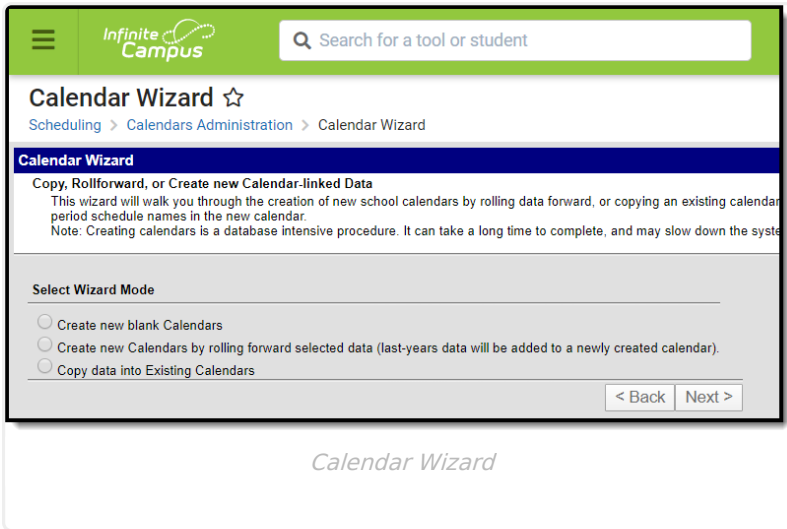 Infinite
Campus
Search for a tool or student
Calendar Wizard
Scheduling > Calendars Administration > Calendar Wizard
Calendar Wizard
Copy, Rollforward, or Create new Calendar-linked Data
This wizard will walk you through the creation of new school calendars by rolling data forward, or copying an existing calendar
period schedule names in the new calendar.
Note: Creating calendars is a database intensive procedure. It can take a long time to complete, and may slow down the syste
Select Wizard Mode
Create new blank Calendars
Create new Calendars by rolling forward selected data (last-years data will be added to a newly created calendar).
Copy data into Existing Calendars
< Back Next >
Calendar Wizard